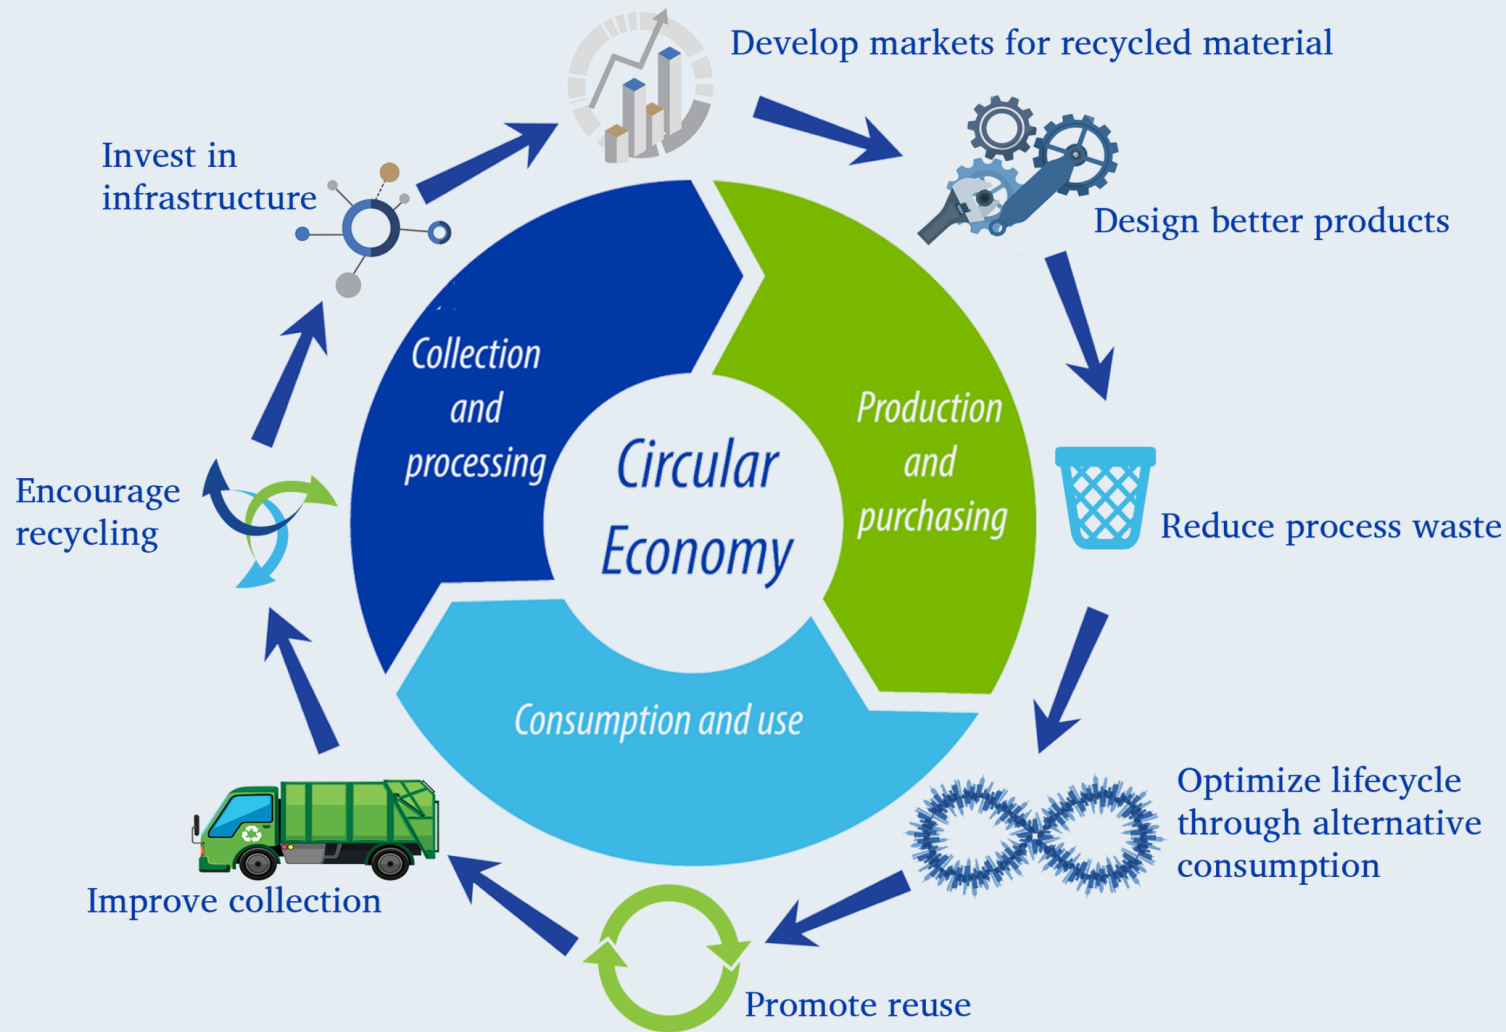 Develop markets for recycled material
Design better products
Reduce process waste
Optimize lifecycle
through alternative
consumption
Promote reuse
Improve collection
Encourage
recycling
Invest in
infrastructure
Collection
and
processing
Production
and
purchasing
Consumption and use
Circular
Economy